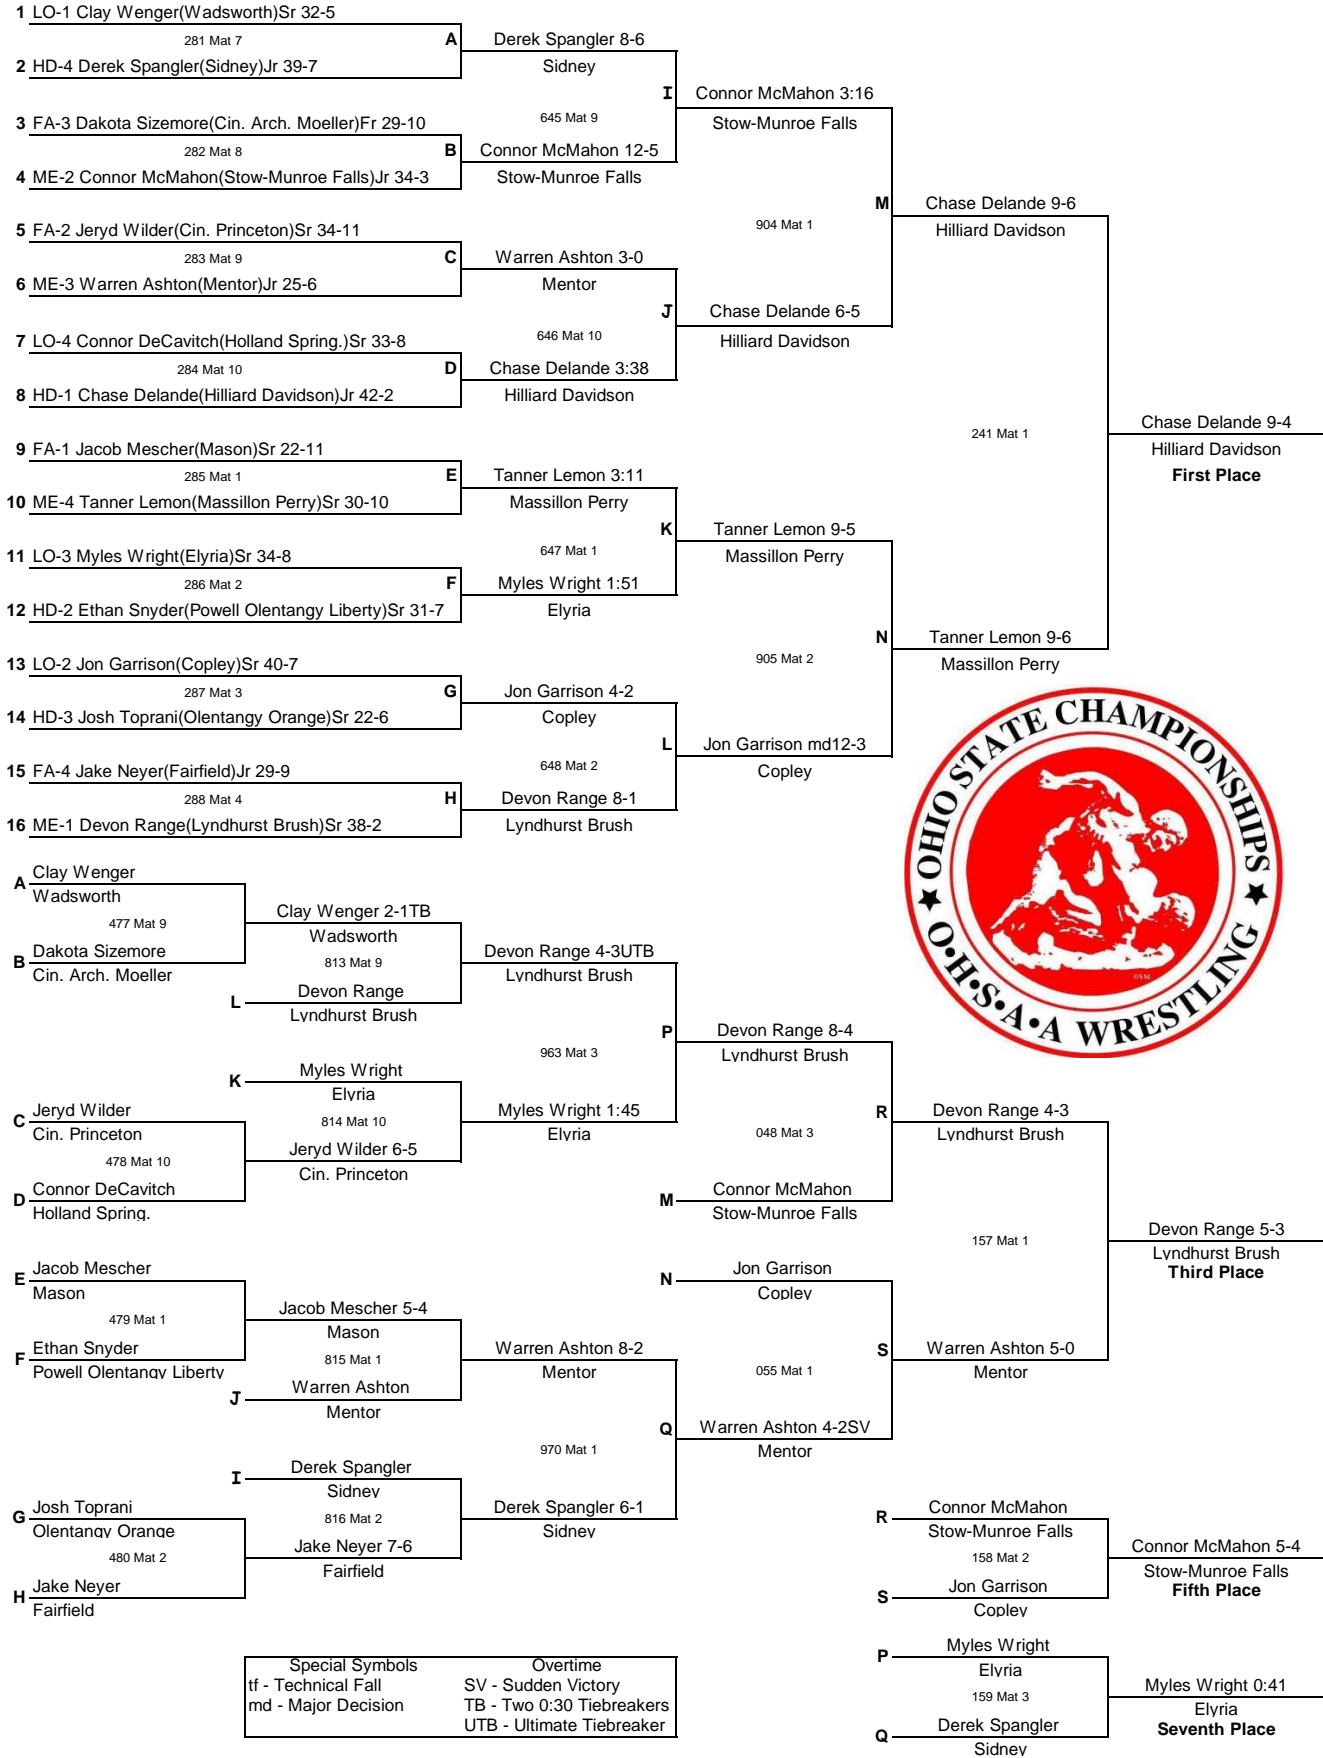 1 LO-1 Clay Wenger(Wadsworth)Sr 32-5
281 Mat 7
A
2 HD-4 Derek Spangler(Sidney)Jr 39-7
Derek Spangler 8-6
Sidney
3 FA-3 Dakota Sizemore(Cin. Arch. Moeller)Fr 29-10
282 Mat 8
B
4 ME-2 Connor McMahon(Stow-Munroe Falls)Jr 34-3
Connor McMahon 12-5
Stow-Munroe Falls
645 Mat 9
I
Connor McMahon 3:16
Stow-Munroe Falls
5 FA-2 Jeryd Wilder(Cin. Princeton)Sr 34-11
283 Mat 9
C
6 ME-3 Warren Ashton(Mentor)Jr 25-6
Warren Ashton 3-0
Mentor
7 LO-4 Connor DeCavitch(Holland Spring.)Sr 33-8
284 Mat 10
D
8 HD-1 Chase Delande(Hilliard Davidson)Jr 42-2
Chase Delande 3:38
Hilliard Davidson
646 Mat 10
J
Chase Delande 6-5
Hilliard Davidson
904 Mat 1
M
Chase Delande 9-6
Hilliard Davidson
9 FA-1 Jacob Mescher(Mason)Sr 22-11
285 Mat 1
E
10 ME-4 Tanner Lemon(Massillon Perry)Sr 30-10
Tanner Lemon 3:11
Massillon Perry
11 LO-3 Myles Wright(Elyria)Sr 34-8
286 Mat 2
F
12 HD-2 Ethan Snyder(Powell Olentangy Liberty)Sr 31-7
Myles Wright 1:51
Elyria
647 Mat 1
K
Tanner Lemon 9-5
Massillon Perry
13 LO-2 Jon Garrison(Copley)Sr 40-7
287 Mat 3
G
14 HD-3 Josh Toprani(Olentangy Orange)Sr 22-6
Jon Garrison 4-2
Copley
15 FA-4 Jake Neyer(Fairfield)Jr 29-9
288 Mat 4
H
16 ME-1 Devon Range(Lyndhurst Brush)Sr 38-2
Devon Range 8-1
Lyndhurst Brush
648 Mat 2
L
Jon Garrison md12-3
Copley
905 Mat 2
N
Tanner Lemon 9-6
Massillon Perry
241 Mat 1
Chase Delande 9-4
Hilliard Davidson
First Place
★ OHIO STATE CHAMPIONSHIPS ★
O•H•S•A•A WRESTLING
©VM
A
Clay Wenger
Wadsworth
477 Mat 9
B
Dakota Sizemore
Cin. Arch. Moeller
Clay Wenger 2-1TB
Wadsworth
813 Mat 9
L
Devon Range
Lyndhurst Brush
Devon Range 4-3UTB
Lyndhurst Brush
K
Myles Wright
Elyria
814 Mat 10
C
Jeryd Wilder
Cin. Princeton
478 Mat 10
D
Connor DeCavitch
Holland Spring.
Jeryd Wilder 6-5
Cin. Princeton
Myles Wright 1:45
Elyria
963 Mat 3
P
Devon Range 8-4
Lyndhurst Brush
048 Mat 3
R
M
Connor McMahon
Stow-Munroe Falls
Devon Range 4-3
Lyndhurst Brush
E
Jacob Mescher
Mason
479 Mat 1
F
Ethan Snyder
Powell Olentangy Liberty
Jacob Mescher 5-4
Mason
815 Mat 1
J
Warren Ashton
Mentor
Warren Ashton 8-2
Mentor
I
Derek Spangler
Sidney
816 Mat 2
G
Josh Toprani
Olentangy Orange
480 Mat 2
H
Jake Neyer
Fairfield
Jake Neyer 7-6
Fairfield
Derek Spangler 6-1
Sidney
970 Mat 1
Q
N
Jon Garrison
Copley
055 Mat 1
S
Warren Ashton 4-2SV
Mentor
Warren Ashton 5-0
Mentor
157 Mat 1
Devon Range 5-3
Lyndhurst Brush
Third Place
R
Connor McMahon
Stow-Munroe Falls
158 Mat 2
S
Jon Garrison
Copley
Connor McMahon 5-4
Stow-Munroe Falls
Fifth Place
P
Myles Wright
Elyria
159 Mat 3
Q
Derek Spangler
Sidney
Myles Wright 0:41
Elyria
Seventh Place
Special Symbols
tf - Technical Fall
md - Major Decision
Overtime
SV - Sudden Victory
TB - Two 0:30 Tiebreakers
UTB - Ultimate Tiebreaker